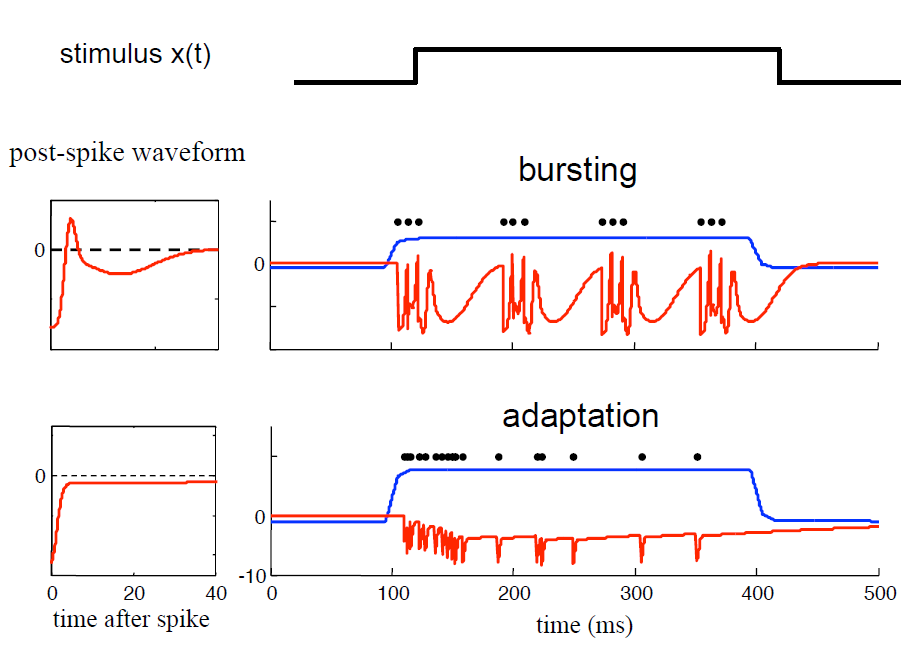 stimulus x(t)
post-spike waveform
bursting
0
0
adaptation
0
0
-10
0 20 40
0 100 200 300 400 500
time after spike
time (ms)